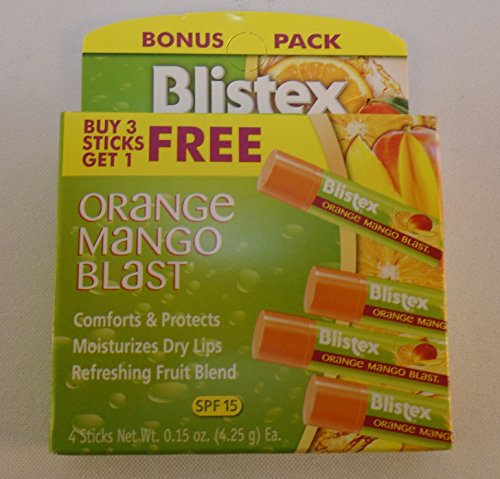 BONUS PACK
Blistex
BUY 3
STICKS
GET 1
FREE
ORANGE
MANGO
BLAST
Comforts & Protects
Moisturizes Dry Lips
Refreshing Fruit Blend
SPF 15
4 Sticks Net Wt. 0.15 oz. (4.25 g) Ea.
Blistex
ORANGE MANGO BLAST
Blistex
ORANGE MANG
Blistex
ORANGE MANGO BLAST
Blistex
ORANGE MANGO